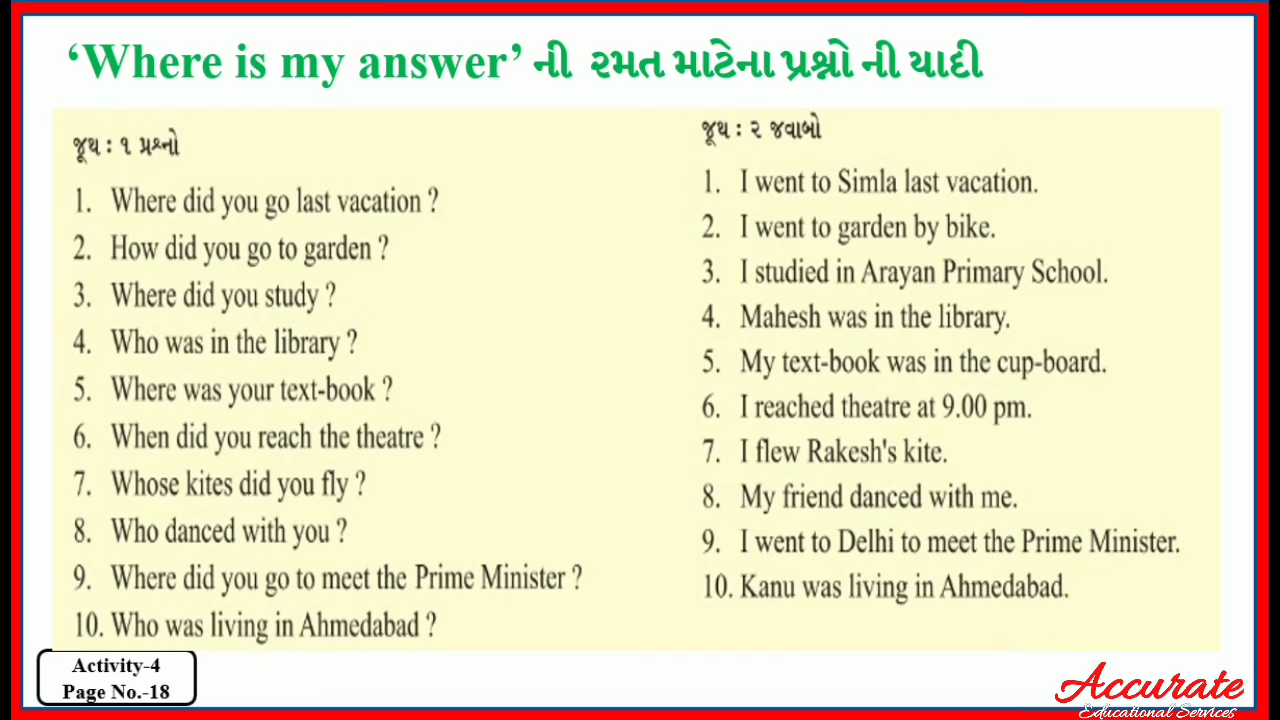 ‘Where is my answer’ ની રમત માટેના પ્રશ્નો ની યાદી
જૂથ : ૧ પ્રશ્નો
1. Where did you go last vacation ?
2. How did you go to garden ?
3. Where did you study ?
4. Who was in the library ?
5. Where was your text-book ?
6. When did you reach the theatre ?
7. Whose kites did you fly ?
8. Who danced with you ?
9. Where did you go to meet the Prime Minister ?
10. Who was living in Ahmedabad ?
જૂથ : ૨ જવાબો
1. I went to Simla last vacation.
2. I went to garden by bike.
3. I studied in Arayan Primary School.
4. Mahesh was in the library.
5. My text-book was in the cup-board.
6. I reached theatre at 9.00 pm.
7. I flew Rakesh's kite.
8. My friend danced with me.
9. I went to Delhi to meet the Prime Minister.
10. Kanu was living in Ahmedabad.
Activity-4
Page No.-18
Accurate
Educational Services